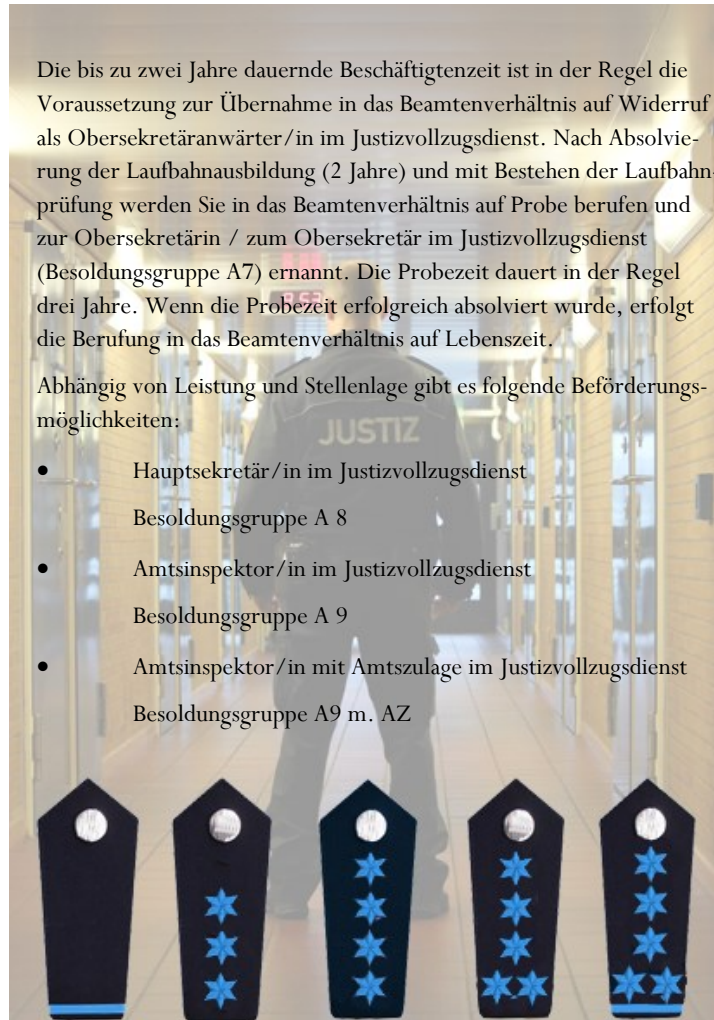 Die bis zu zwei Jahre dauernde Beschäftigtenzeit ist in der Regel die
Voraussetzung zur Übernahme in das Beamtenverhältnis auf Widerruf
als Obersekretäranwärter/in im Justizvollzugsdienst. Nach Absolvie-
rung der Laufbahnausbildung (2 Jahre) und mit Bestehen der Laufbahn-
prüfung werden Sie in das Beamtenverhältnis auf Probe berufen und
zur Obersekretärin / zum Obersekretär im Justizvollzugsdienst
(Besoldungsgruppe A7) ernannt. Die Probezeit dauert in der Regel
drei Jahre. Wenn die Probezeit erfolgreich absolviert wurde, erfolgt
die Berufung in das Beamtenverhältnis auf Lebenszeit.
Abhängig von Leistung und Stellenlage gibt es folgende Beförderungs-
möglichkeiten:
JUSTIZ
• Hauptsekretär/in im Justizvollzugsdienst
Besoldungsgruppe A 8
• Amtsinspektor/in im Justizvollzugsdienst
Besoldungsgruppe A 9
• Amtsinspektor/in mit Amtszulage im Justizvollzugsdienst
Besoldungsgruppe A9 m. AZ